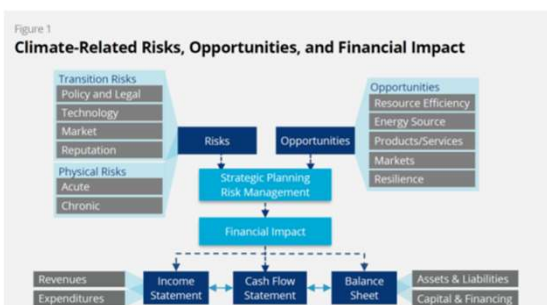 Figure 1
Climate-Related Risks, Opportunities, and Financial Impact
Transition Risks
Policy and Legal
Technology
Market
Reputation
Physical Risks
Acute
Chronic
Risks
Opportunities
Opportunities
Resource Efficiency
Energy Source
Products/Services
Markets
Resilience
Strategic Planning
Risk Management
Financial Impact
Revenues
Expenditures
Income
Statement
Cash Flow
Statement
Balance
Sheet
Assets & Liabilities
Capital & Financing